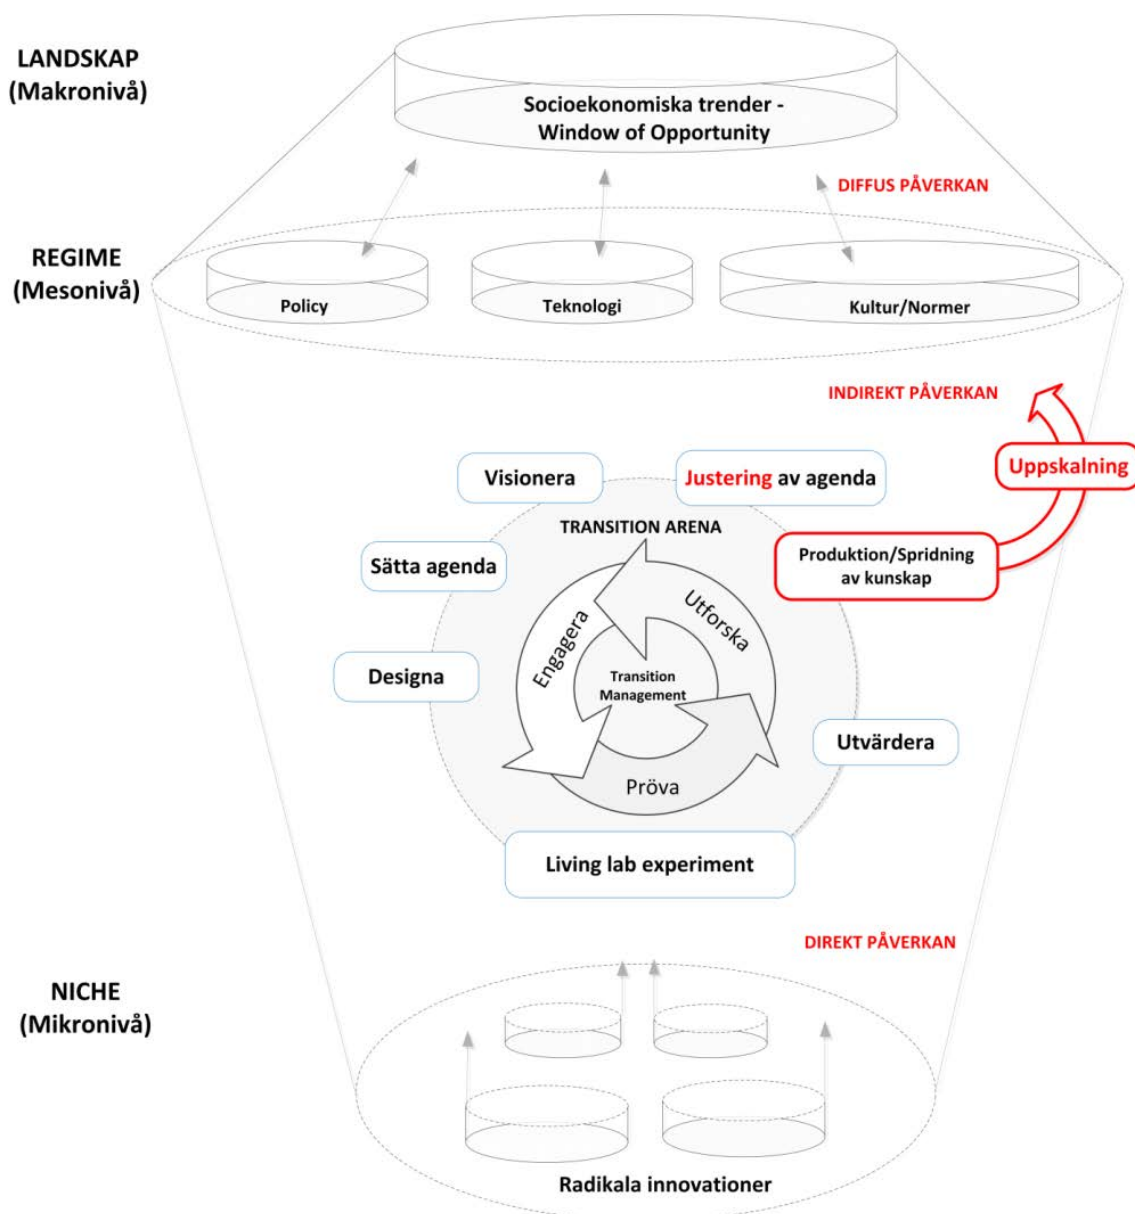 LANDSKAP
(Makronivå)
Socioekonomiska trender -
Window of Opportunity
DIFFUS PÅVERKAN
REGIME
(Mesonivå)
Policy
Teknologi
Kultur/Normer
INDIREKT PÅVERKAN
Uppskalning
Visionera
Justering av agenda
TRANSITION ARENA
Sätta agenda
Produktion/Spridning
av kunskap
Engagera
Utforska
Designa
Transition
Management
Utvärdera
Pröva
Living lab experiment
DIREKT PÅVERKAN
NICHE
(Mikronivå)
Radikala innovationer